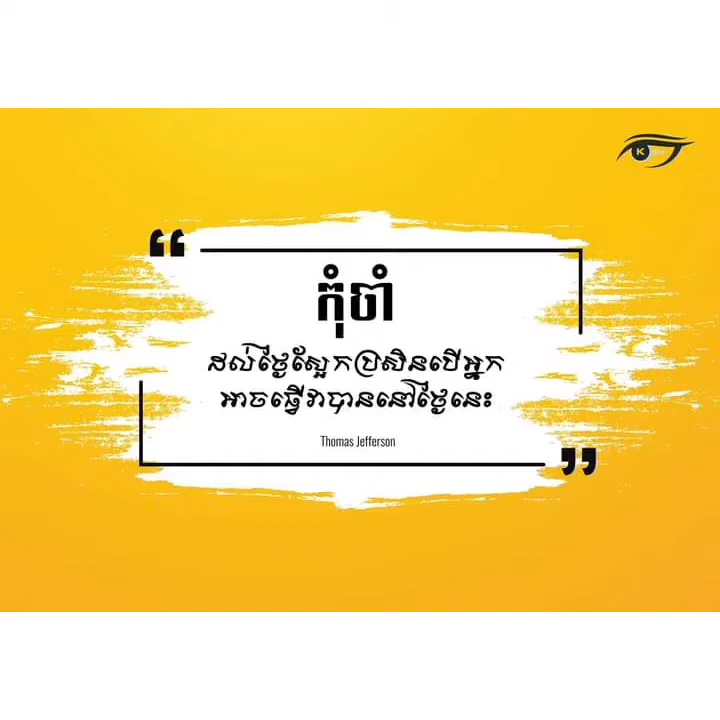 កុំចាំ
ដល់ថ្ងៃស្អែកប្រសិនបើអ្នក
អាចធ្វើវាបាននៅថ្ងៃនេះ
Thomas Jefferson